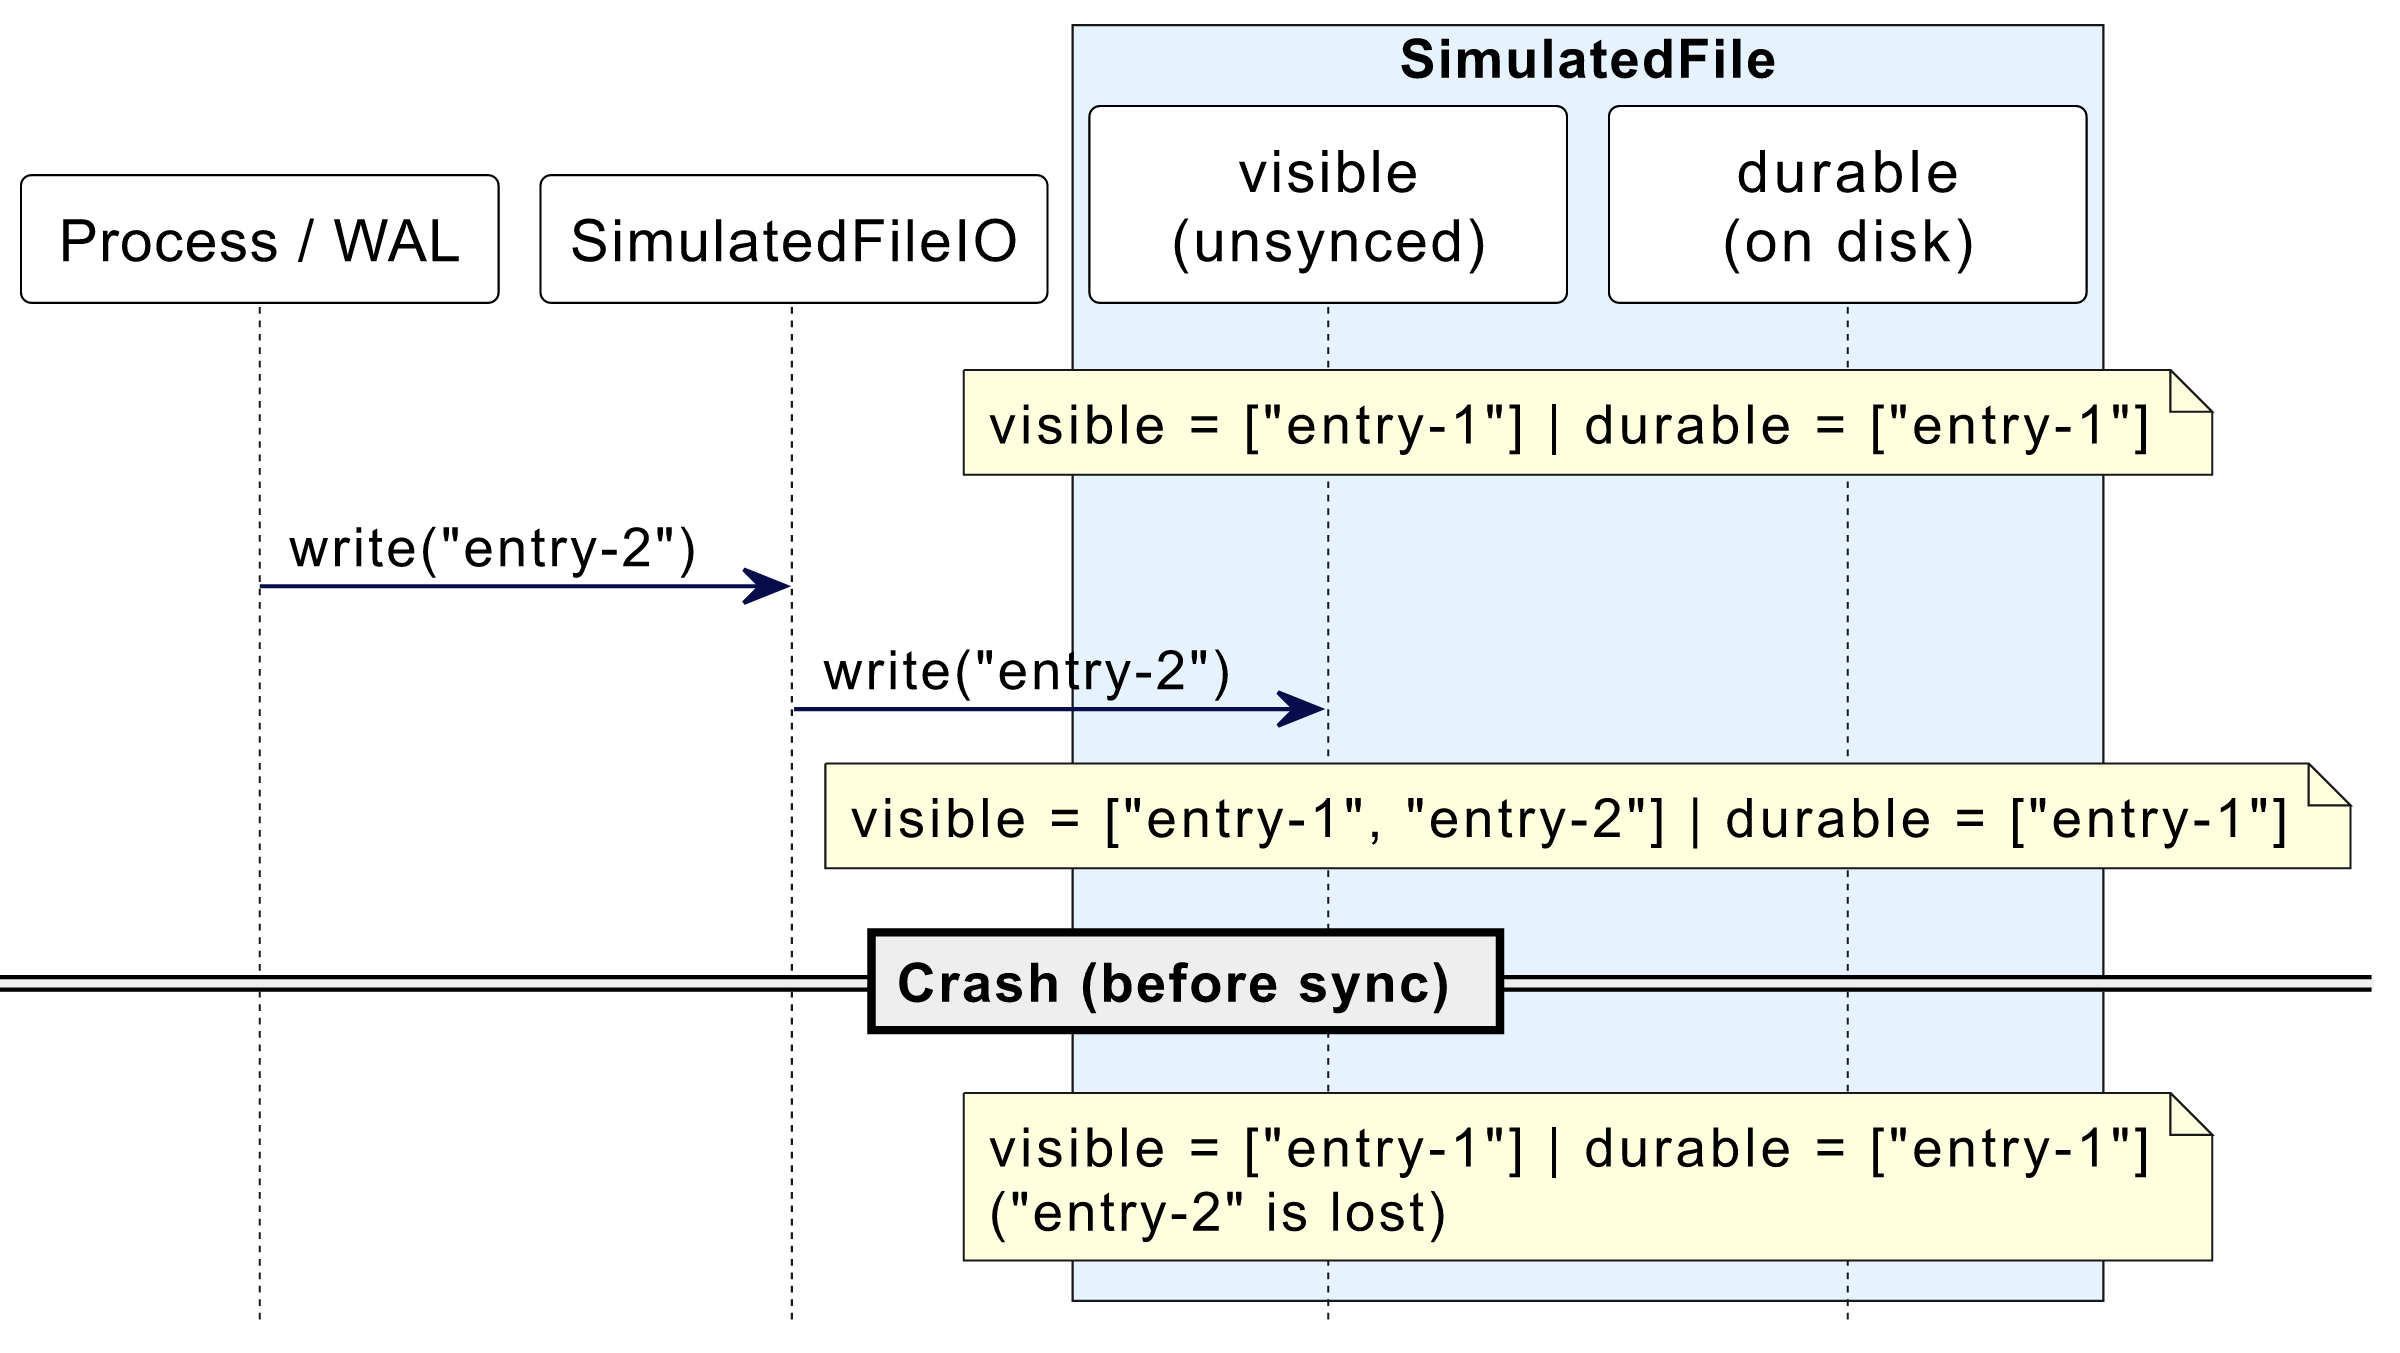 SimulatedFile
Process / WAL
SimulatedFileIO
visible
(unsynced)
durable
(on disk)
visible = ["entry-1"] | durable = ["entry-1"]
write("entry-2")
write("entry-2")
visible = ["entry-1", "entry-2"] | durable = ["entry-1"]
Crash (before sync)
visible = ["entry-1"] | durable = ["entry-1"]
("entry-2" is lost)